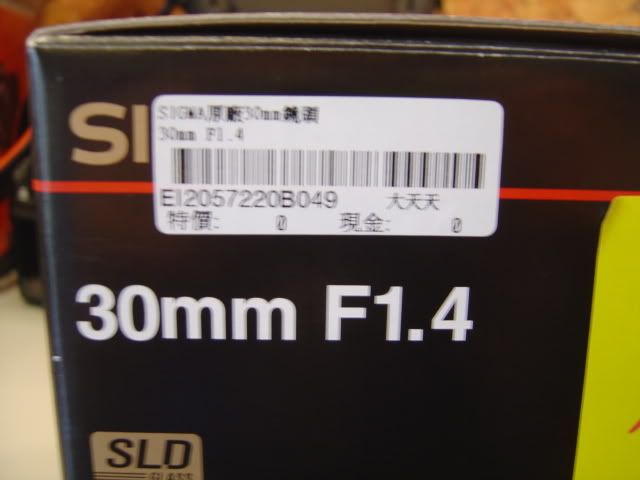 SI
SIGMA原廠30mm鏡頭
30mm F1.4
EI2057220B049 大天天
特價: 0 現金: 0
30mm F1.4
SLD
GLASS